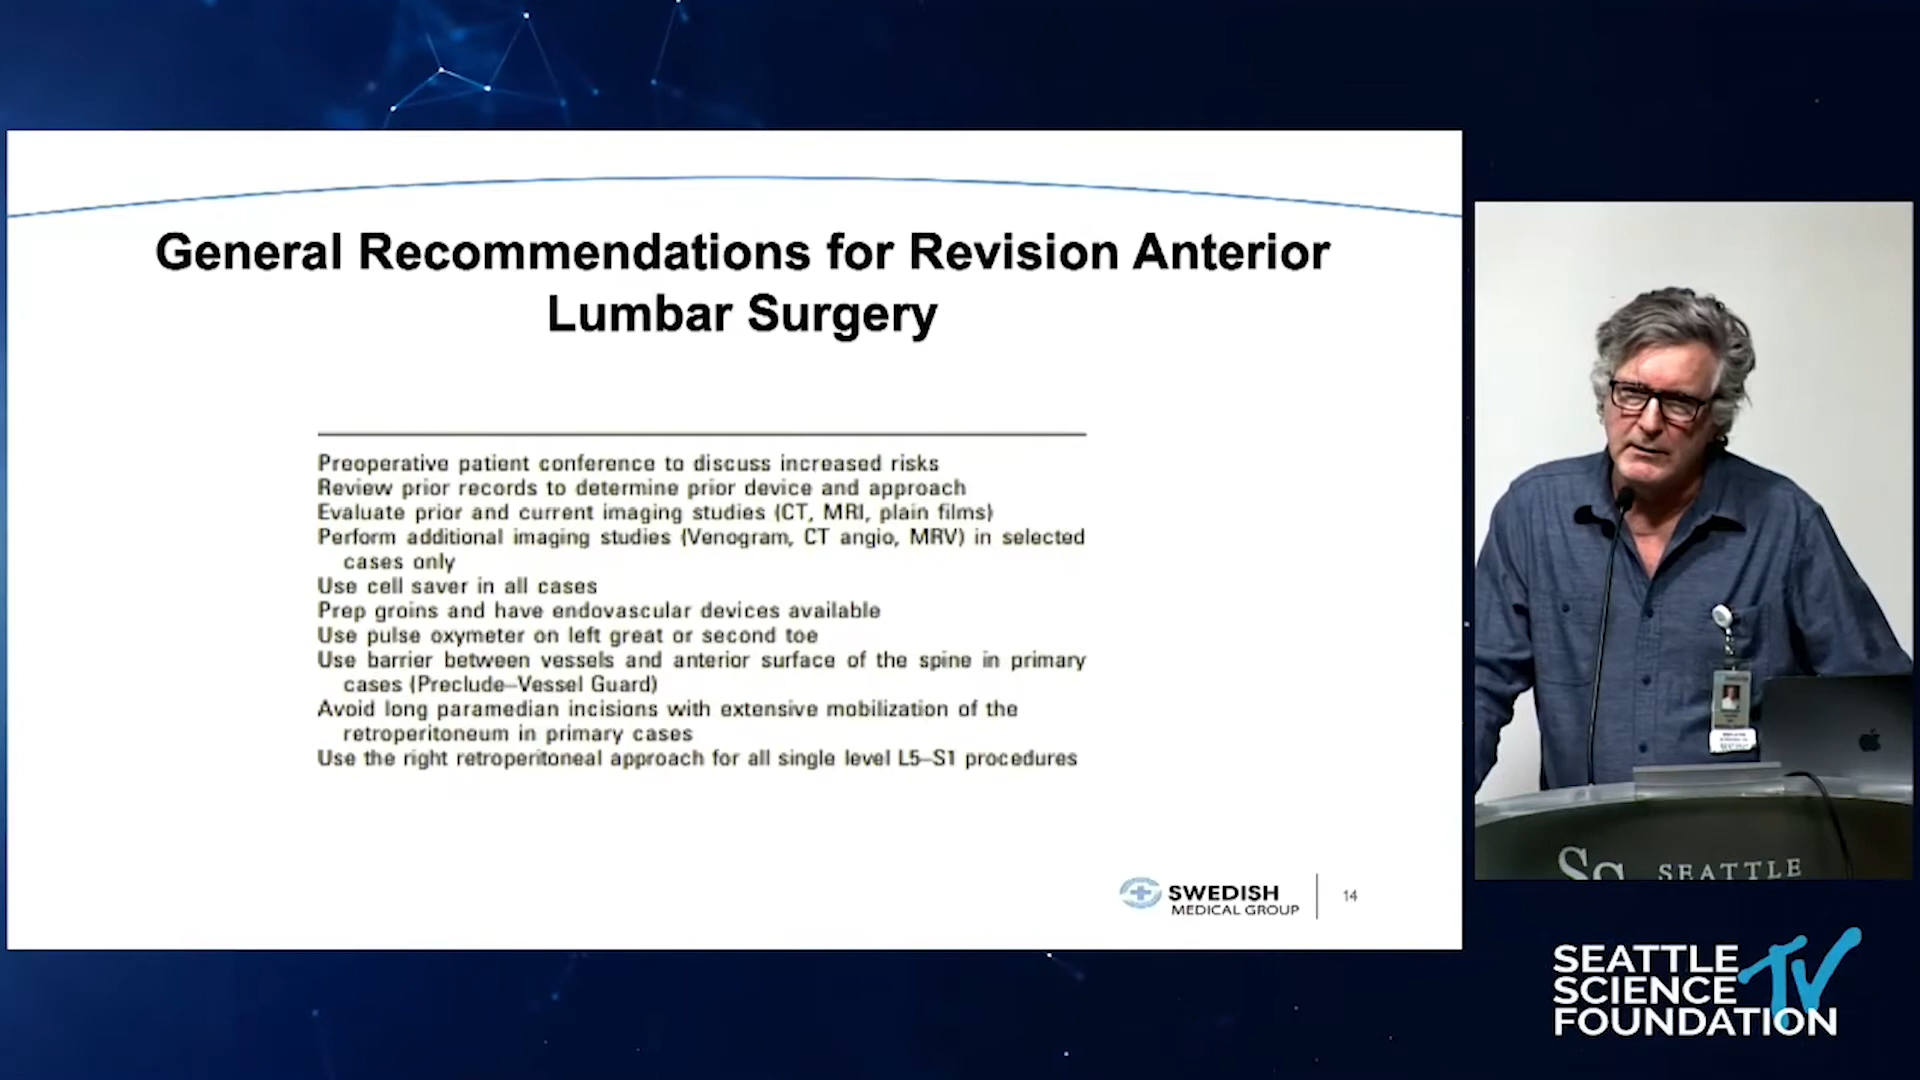 General Recommendations for Revision Anterior
Lumbar Surgery
Preoperative patient conference to discuss increased risks
Review prior records to determine prior device and approach
Evaluate prior and current imaging studies (CT, MRI, plain films)
Perform additional imaging studies (Venogram, CT angio, MRV) in selected
cases only
Use cell saver in all cases
Prep groins and have endovascular devices available
Use pulse oxymeter on left great or second toe
Use barrier between vessels and anterior surface of the spine in primary
cases (Preclude–Vessel Guard)
Avoid long paramedian incisions with extensive mobilization of the
retroperitoneum in primary cases
Use the right retroperitoneal approach for all single level L5–S1 procedures
SWEDISH
MEDICAL GROUP
14
SEATTLE
SEATTLE
SCIENCE
FOUNDATION
TV